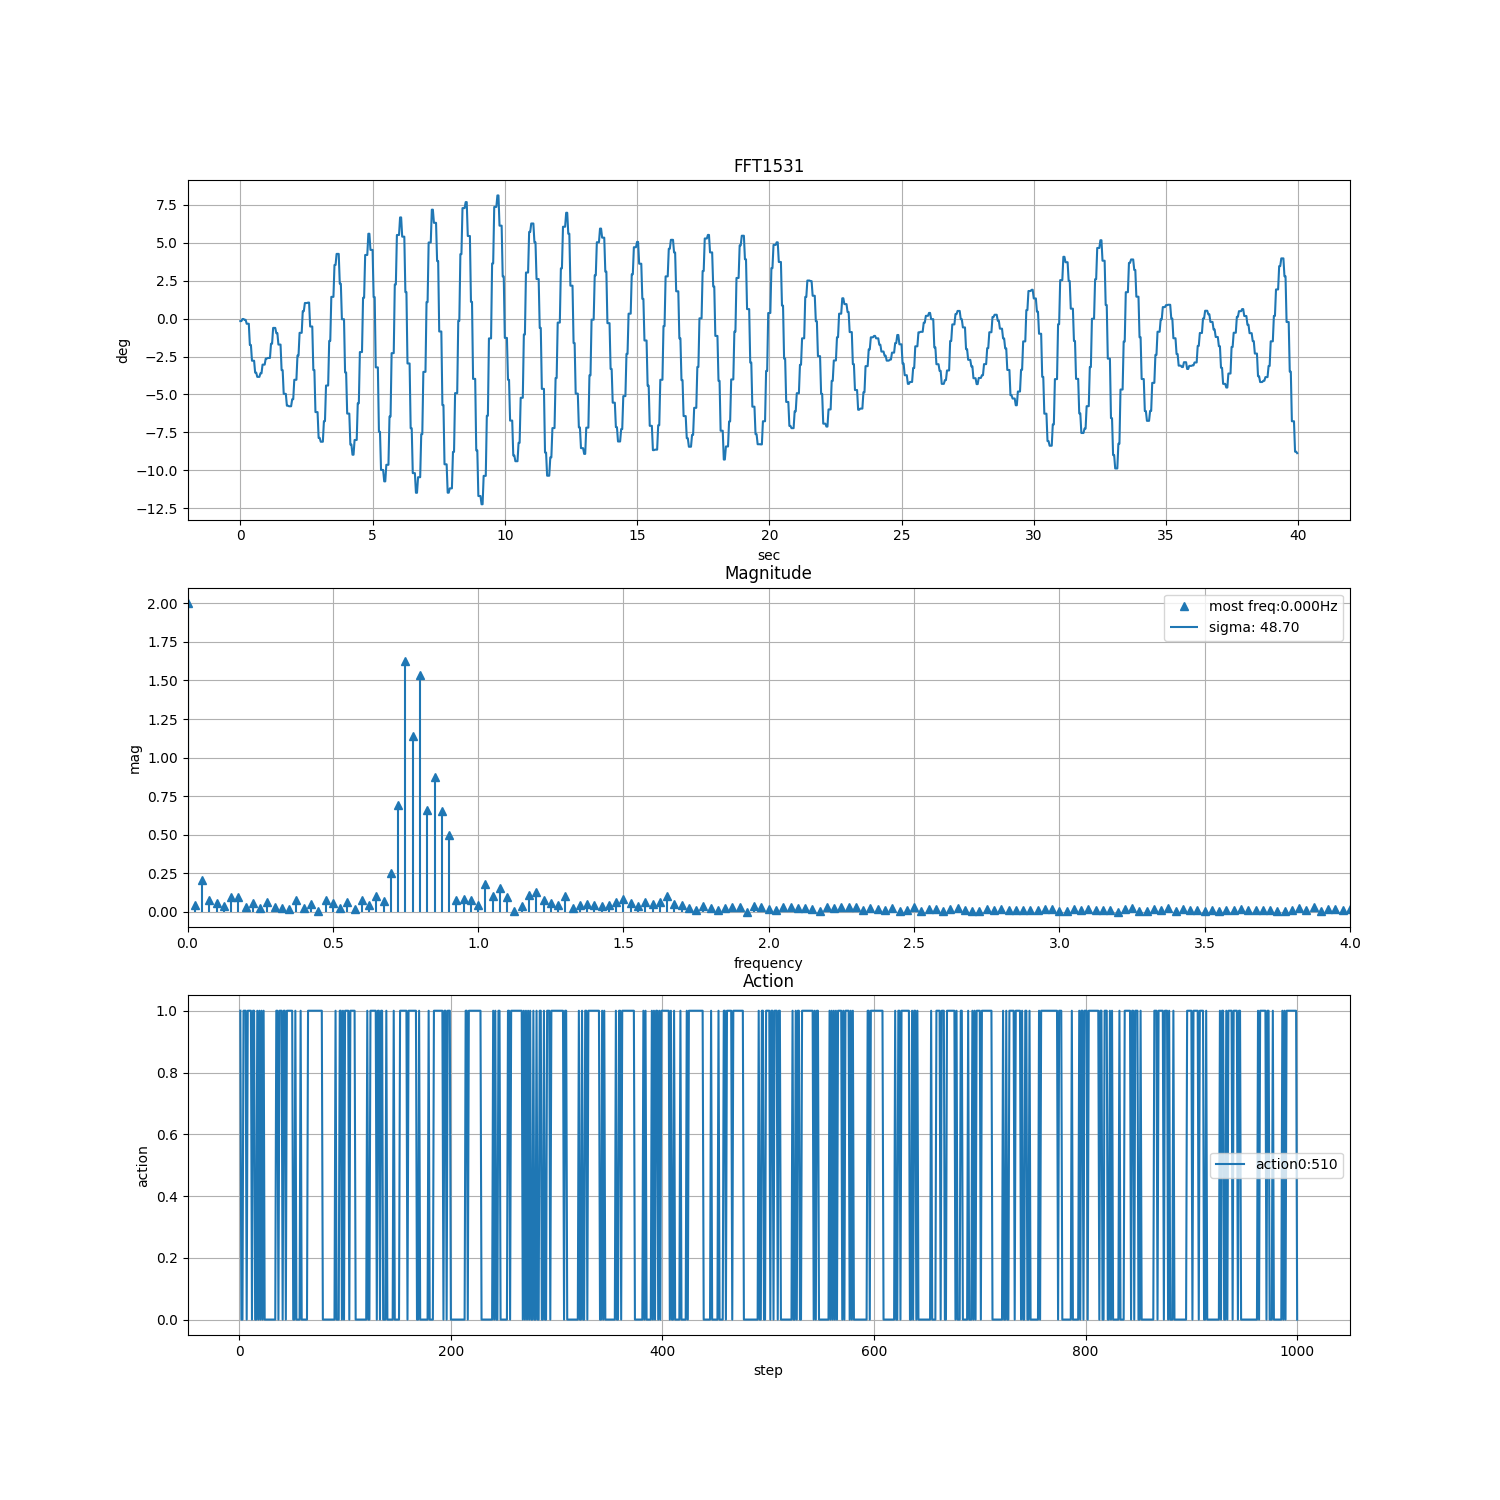 FFT1531
7.5
5.0
2.5
0.0
−2.5
−5.0
−7.5
−10.0
−12.5
deg
0 5 10 15 20 25 30 35 40
sec
Magnitude
2.00
1.75
1.50
1.25
1.00
0.75
0.50
0.25
0.00
mag
most freq:0.000Hz
sigma: 48.70
0.0 0.5 1.0 1.5 2.0 2.5 3.0 3.5 4.0
frequency
Action
1.0
0.8
0.6
0.4
0.2
0.0
action
action0:510
0 200 400 600 800 1000
step